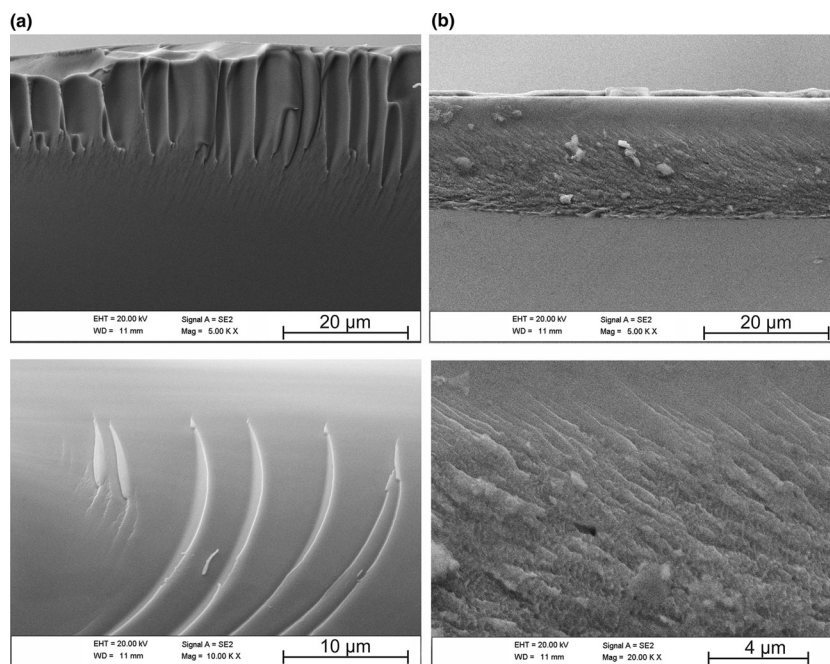 (a)
(b)
EHT = 20.00 kV Signal A = SE2 20 µm
WD = 11 mm Mag = 5.00 K X
EHT = 20.00 kV Signal A = SE2 20 µm
WD = 11 mm Mag = 5.00 K X
EHT = 20.00 kV Signal A = SE2 10 µm
WD = 11 mm Mag = 10.00 K X
EHT = 20.00 kV Signal A = SE2 4 µm
WD = 11 mm Mag = 20.00 K X